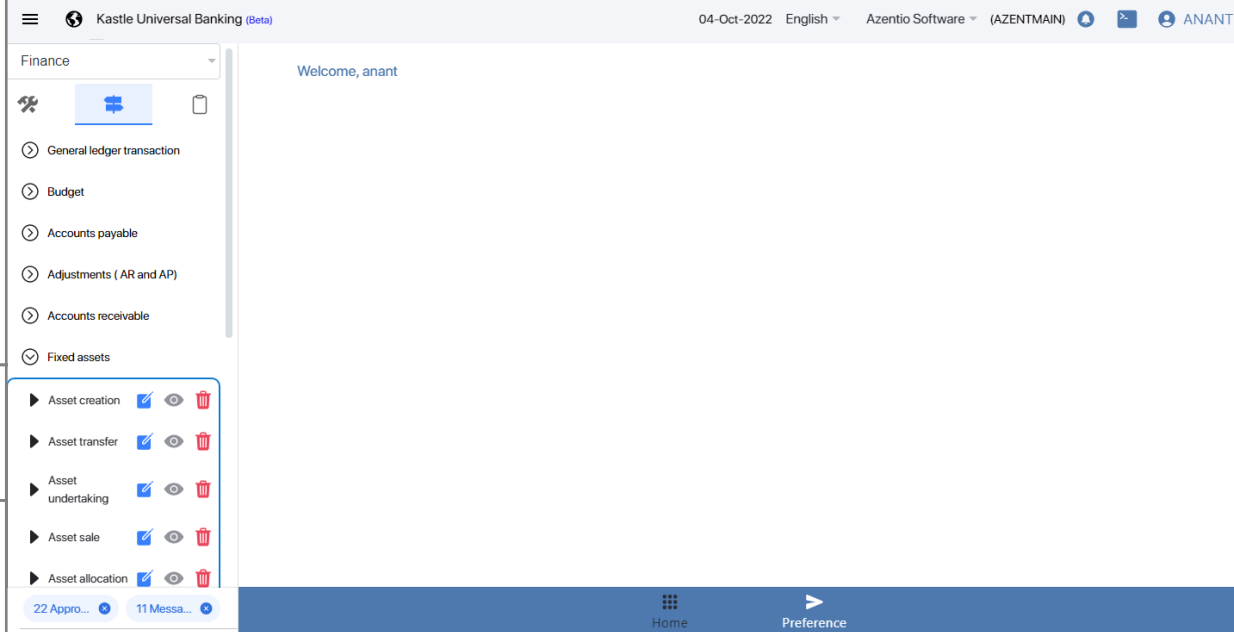 Kastle Universal Banking (Beta)
04-Oct-2022 English Azentio Software (AZENTMAIN) ANANT
Finance
Welcome, anant
General ledger transaction
Budget
Accounts payable
Adjustments ( AR and AP)
Accounts receivable
Fixed assets
Asset creation
Asset transfer
Asset
undertaking
Asset sale
Asset allocation
22 Appro... 11 Messa...
Home Preference